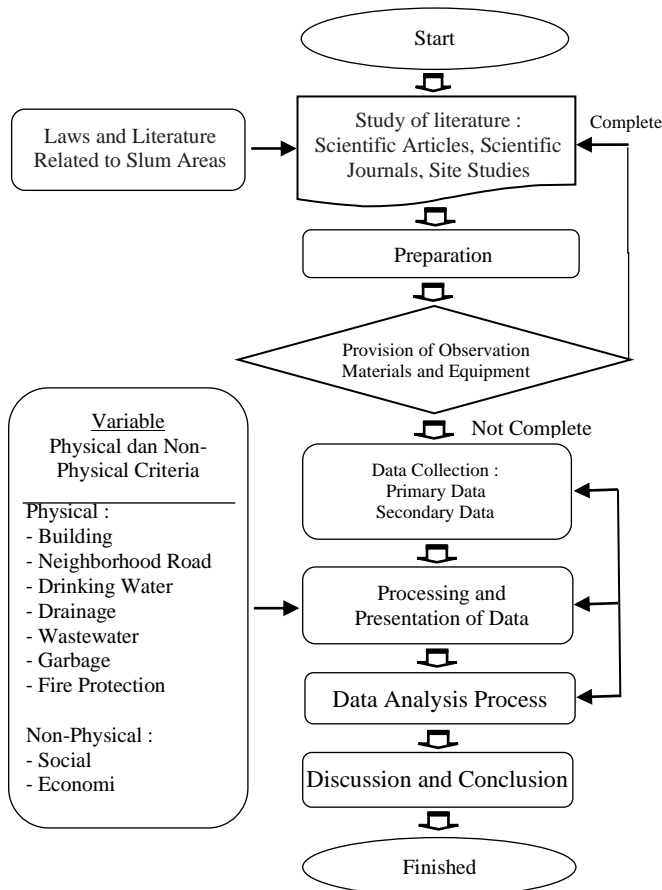 Start
Study of literature :
Scientific Articles, Scientific
Journals, Site Studies
Laws and Literature
Related to Slum Areas
Complete
Preparation
Provision of Observation
Materials and Equipment
Not Complete
Variable
Physical dan Non-
Physical Criteria
Physical :
- Building
- Neighborhood Road
- Drinking Water
- Drainage
- Wastewater
- Garbage
- Fire Protection
Non-Physical :
- Social
- Economi
Data Collection :
Primary Data
Secondary Data
Processing and
Presentation of Data
Data Analysis Process
Discussion and Conclusion
Finished